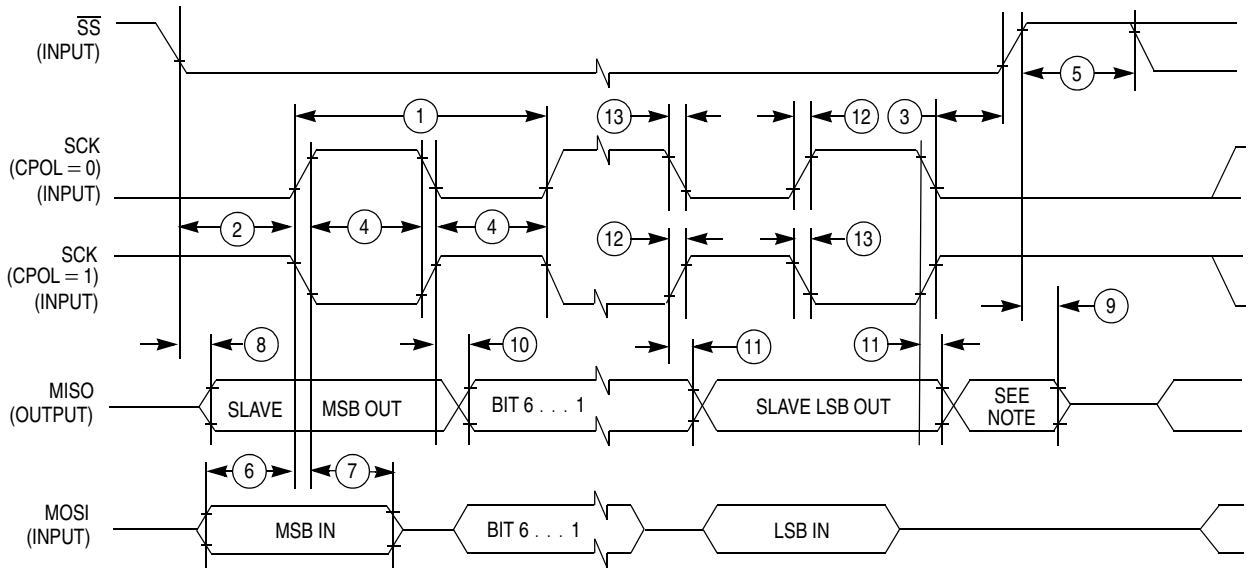 SS
(INPUT)
5
1
13
12
3
SCK
(CPOL = 0)
(INPUT)
2
4
4
12
13
SCK
(CPOL = 1)
(INPUT)
8
10
11
11
9
MISO
(OUTPUT)
SLAVE
MSB OUT
BIT 6 . . . 1
SLAVE LSB OUT
SEE
NOTE
6
7
MOSI
(INPUT)
MSB IN
BIT 6 . . . 1
LSB IN